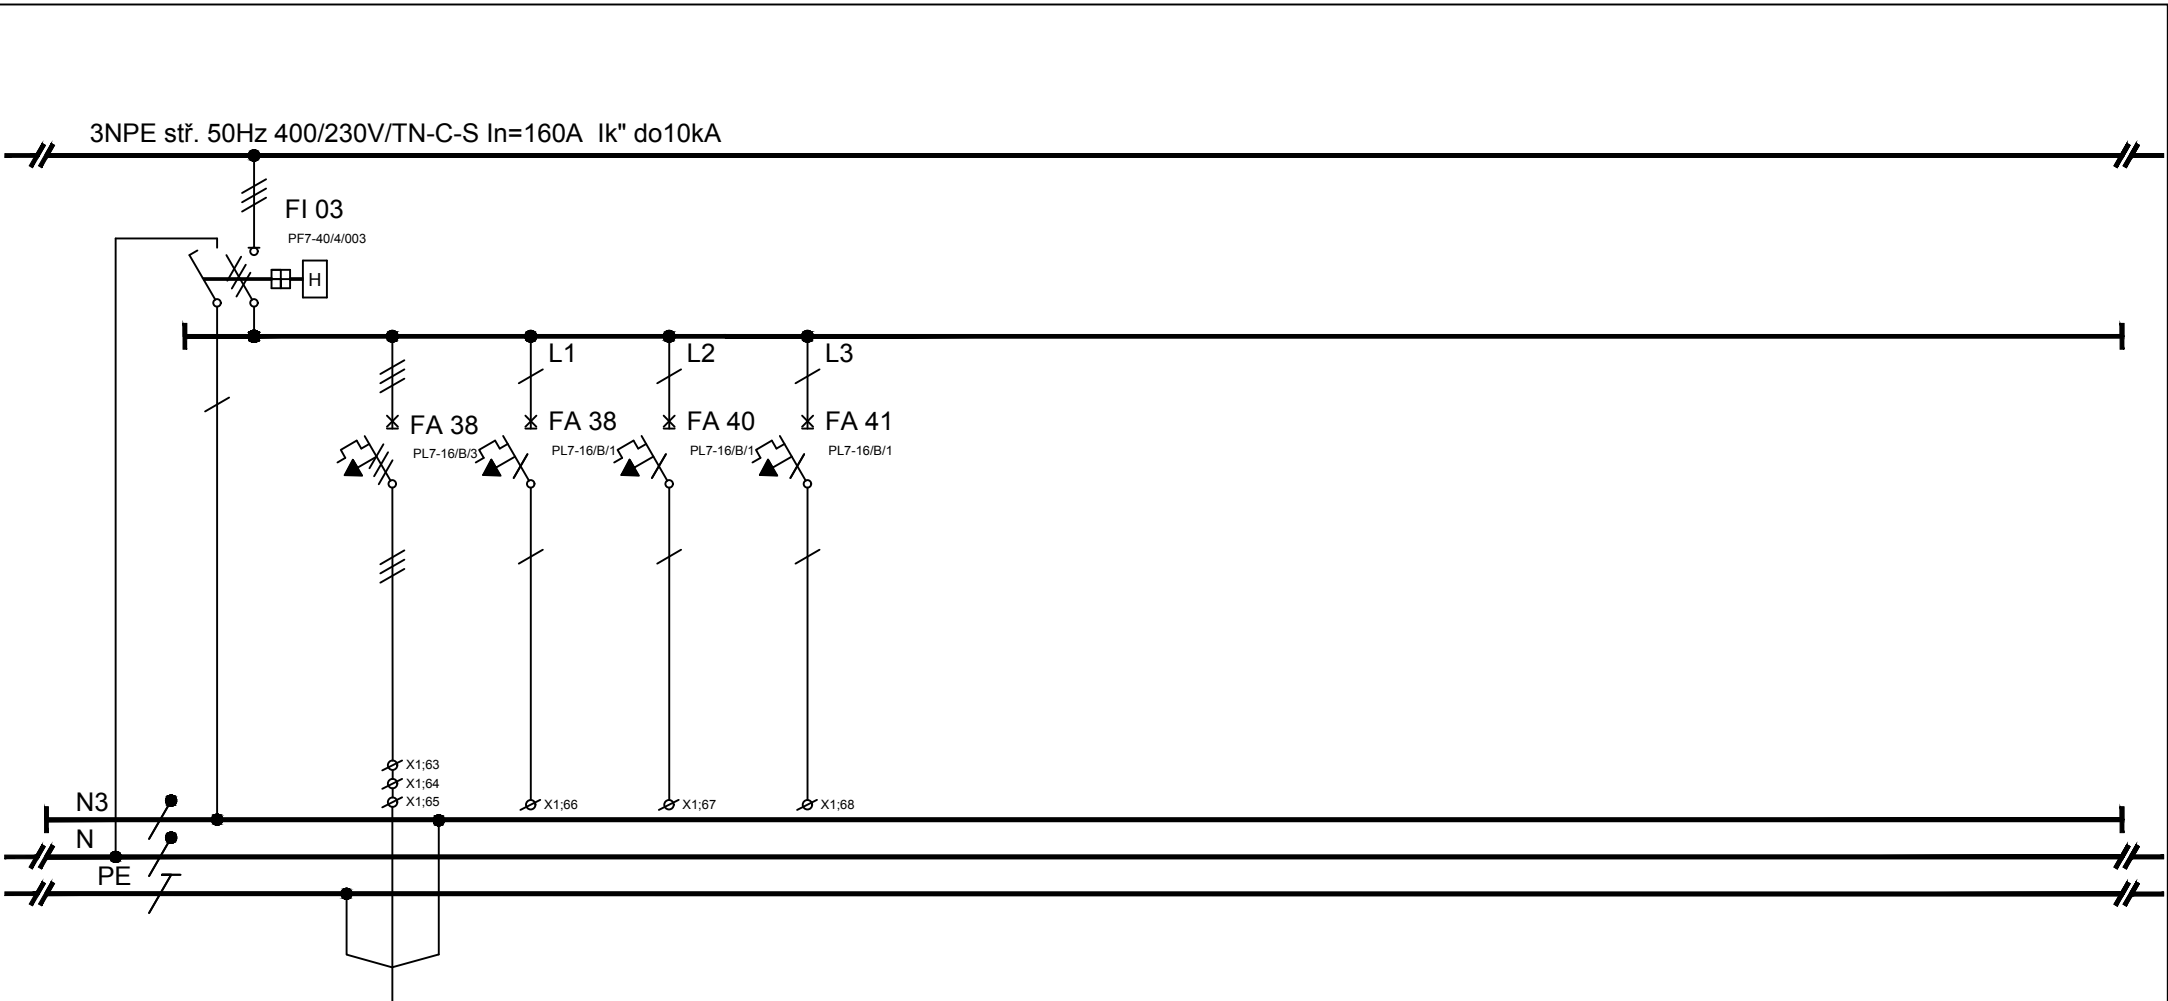 3NPE stř. 50Hz 400/230V/TN-C-S In=160A Ik" do10kA
FI 03
PF7-40/4/003
H
L1
L2
L3
FA 38
PL7-16/B/3
FA 38
PL7-16/B/1
FA 40
PL7-16/B/1
FA 41
PL7-16/B/1
X1;63
X1;64
X1;65
X1;66
X1;67
X1;68
N3
N
PE